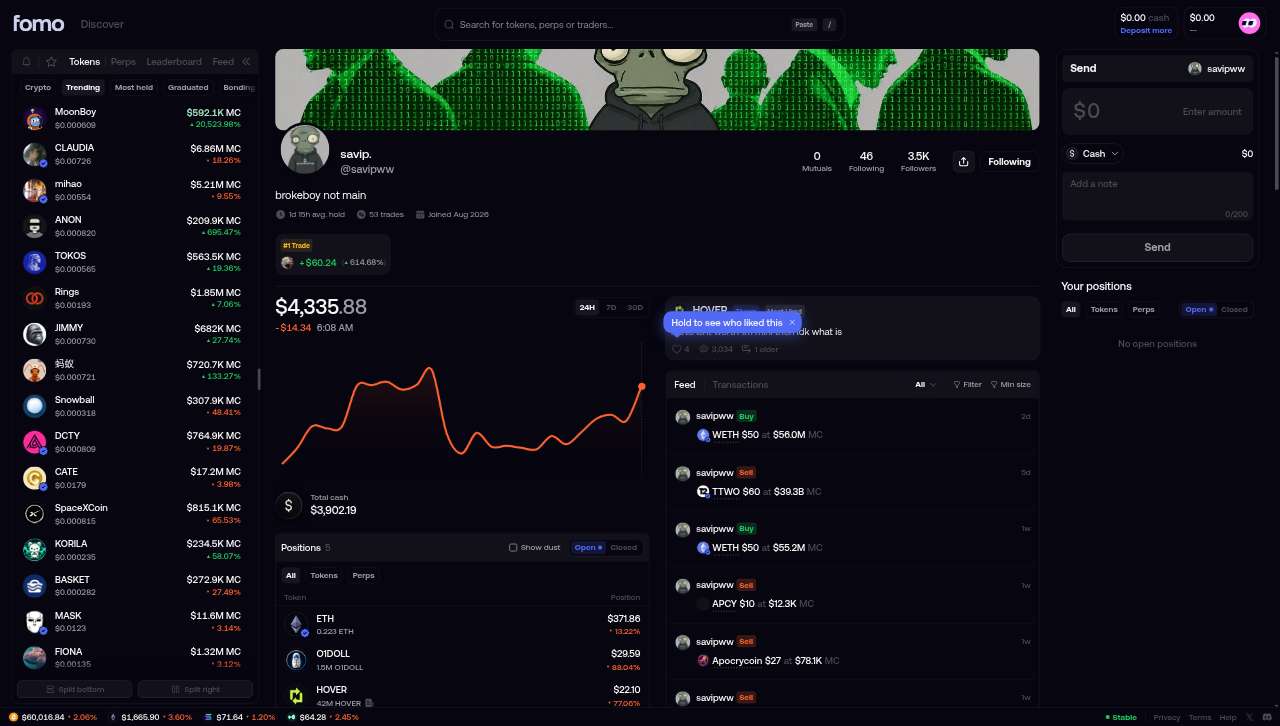 fomo
Discover
Search for tokens, perps or traders...
Paste
/
$0.00 cash
Deposit more
$0.00
—
Tokens Perps Leaderboard Feed
Crypto Trending Most held Graduated Bonding
MoonBoy $592.1K MC
$0.000609 20,523.98%
CLAUDIA $6.86M MC
$0.00726 18.26%
mihao $5.21M MC
$0.00554 9.55%
ANON $209.9K MC
$0.000820 695.47%
TOKOS $563.5K MC
$0.000565 19.36%
Rings $1.85M MC
$0.00193 7.06%
JIMMY $682K MC
$0.000730 27.74%
蚂蚁 $720.7K MC
$0.000721 133.27%
Snowball $307.9K MC
$0.000318 48.41%
DCTY $764.9K MC
$0.000809 19.87%
CATE $17.2M MC
$0.0179 3.98%
SpaceXCoin $815.1K MC
$0.000815 65.53%
KORILA $234.5K MC
$0.000235 58.07%
BASKET $272.9K MC
$0.000282 27.49%
MASK $11.6M MC
$0.0123 3.14%
FIONA $1.32M MC
$0.00135 3.12%
Split bottom Split right
savip.
@savipww
0 46 3.5K
Mutuals Following Followers
Following
brokeboy not main
1d 15h avg. hold 53 trades Joined Aug 2026
#1 Trade
+$60.24 614.68%
$4,335.88
24H 7D 30D
-$14.34 6:08 AM
Total cash
$3,902.19
Positions 5
Show dust Open Closed
All Tokens Perps
Token Position
ETH $371.86
0.223 ETH 13.22%
O1DOLL $29.59
1.5M O1DOLL 88.04%
HOVER $22.10
42M HOVER 77.06%
HOVER
Hold to see who liked this ×
idk what is
4 3,034 1 older
Feed Transactions
All Filter Min size
savipww Buy 2d
WETH $50 at $56.0M MC
savipww Sell 5d
TTWO $60 at $39.3B MC
savipww Buy 1w
WETH $50 at $55.2M MC
savipww Sell 1w
APCY $10 at $12.3K MC
savipww Sell 1w
Apocrycoin $27 at $78.1K MC
savipww Sell 1w
Send
savipww
$0 Enter amount
$ Cash $0
Add a note
0/200
Send
Your positions
All Tokens Perps Open Closed
No open positions
$60,016.84 2.06% $1,665.90 3.60% $71.64 1.20% $64.28 2.45%
Stable Privacy Terms Help